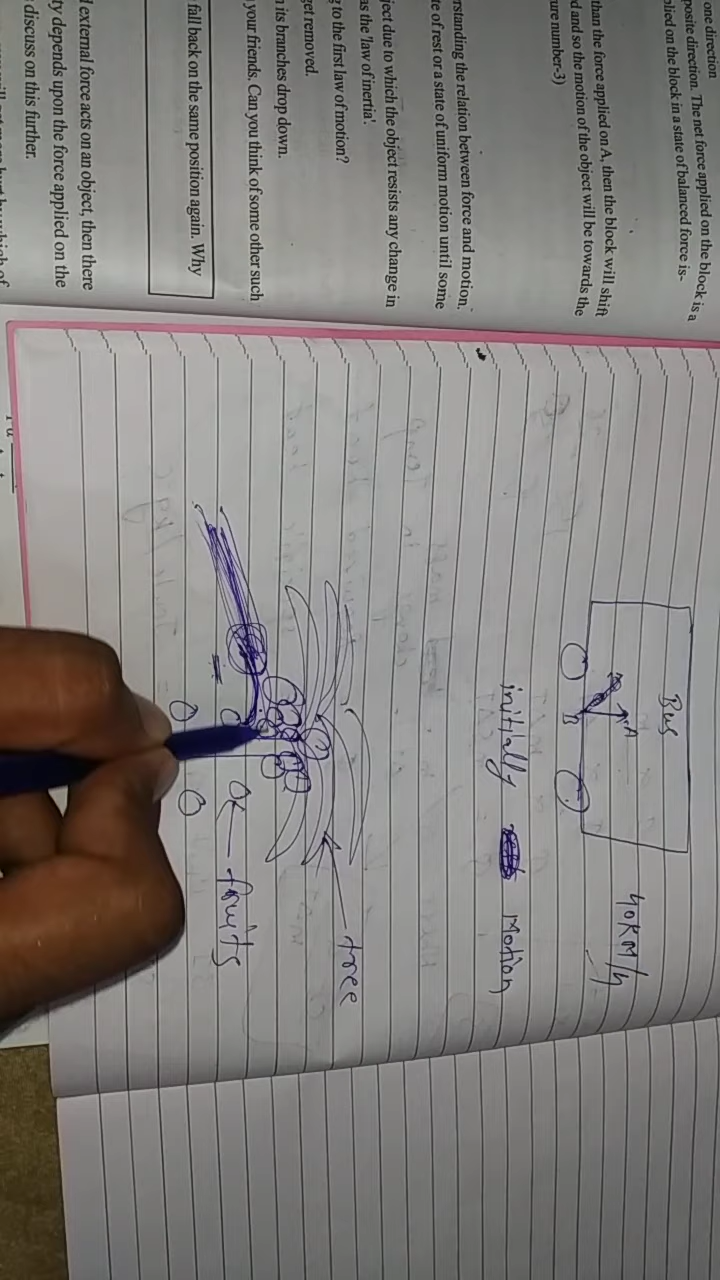 one direction
posite direction. The net force applied on the block is a
plied on the block in a state of balanced force is-
than the force applied on A, then the block will shift
d and so the motion of the object will be towards the
ure number-3)
rstanding the relation between force and motion.
te of rest or a state of uniform motion until some
ject due to which the object resists any change in
as the 'law of inertia'.
g to the first law of motion?
get removed.
n its branches drop down.
your friends. Can you think of some other such
fall back on the same position again. Why
l external force acts on an object, then there
ty depends upon the force applied on the
discuss on this further.
Bus
40KM/h
A
B
initially Motion
tree
fruits